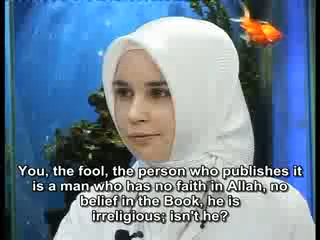 You, the fool, the person who publishes it
is a man who has no faith in Allah, no
belief in the Book, he is
irreligious; isn't he?